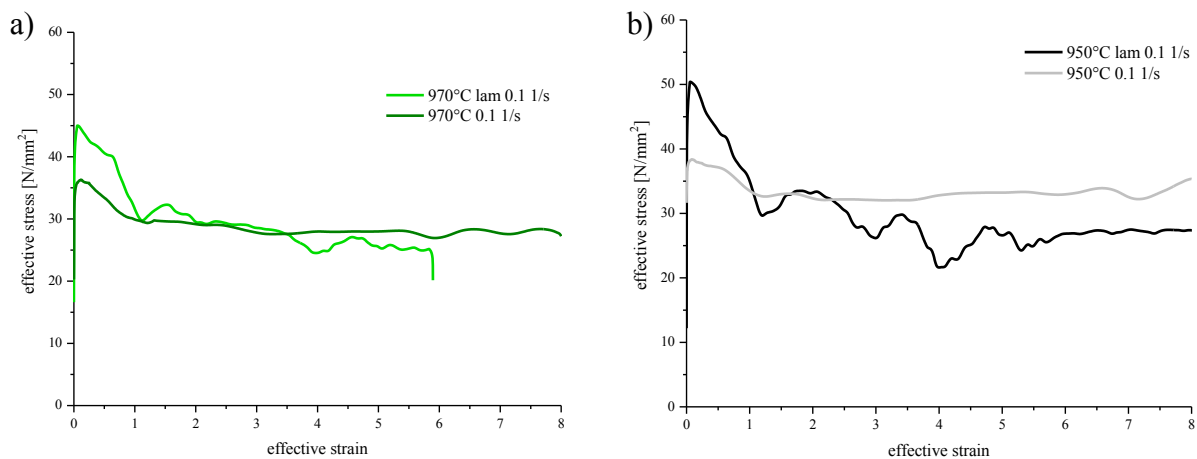 a)
60
50
40
30
20
10
0
effective stress [N/mm²]
970°C lam 0.1 1/s
970°C 0.1 1/s
0 1 2 3 4 5 6 7 8
effective strain
b)
60
50
40
30
20
10
0
effective stress [N/mm²]
950°C lam 0.1 1/s
950°C 0.1 1/s
0 1 2 3 4 5 6 7 8
effective strain